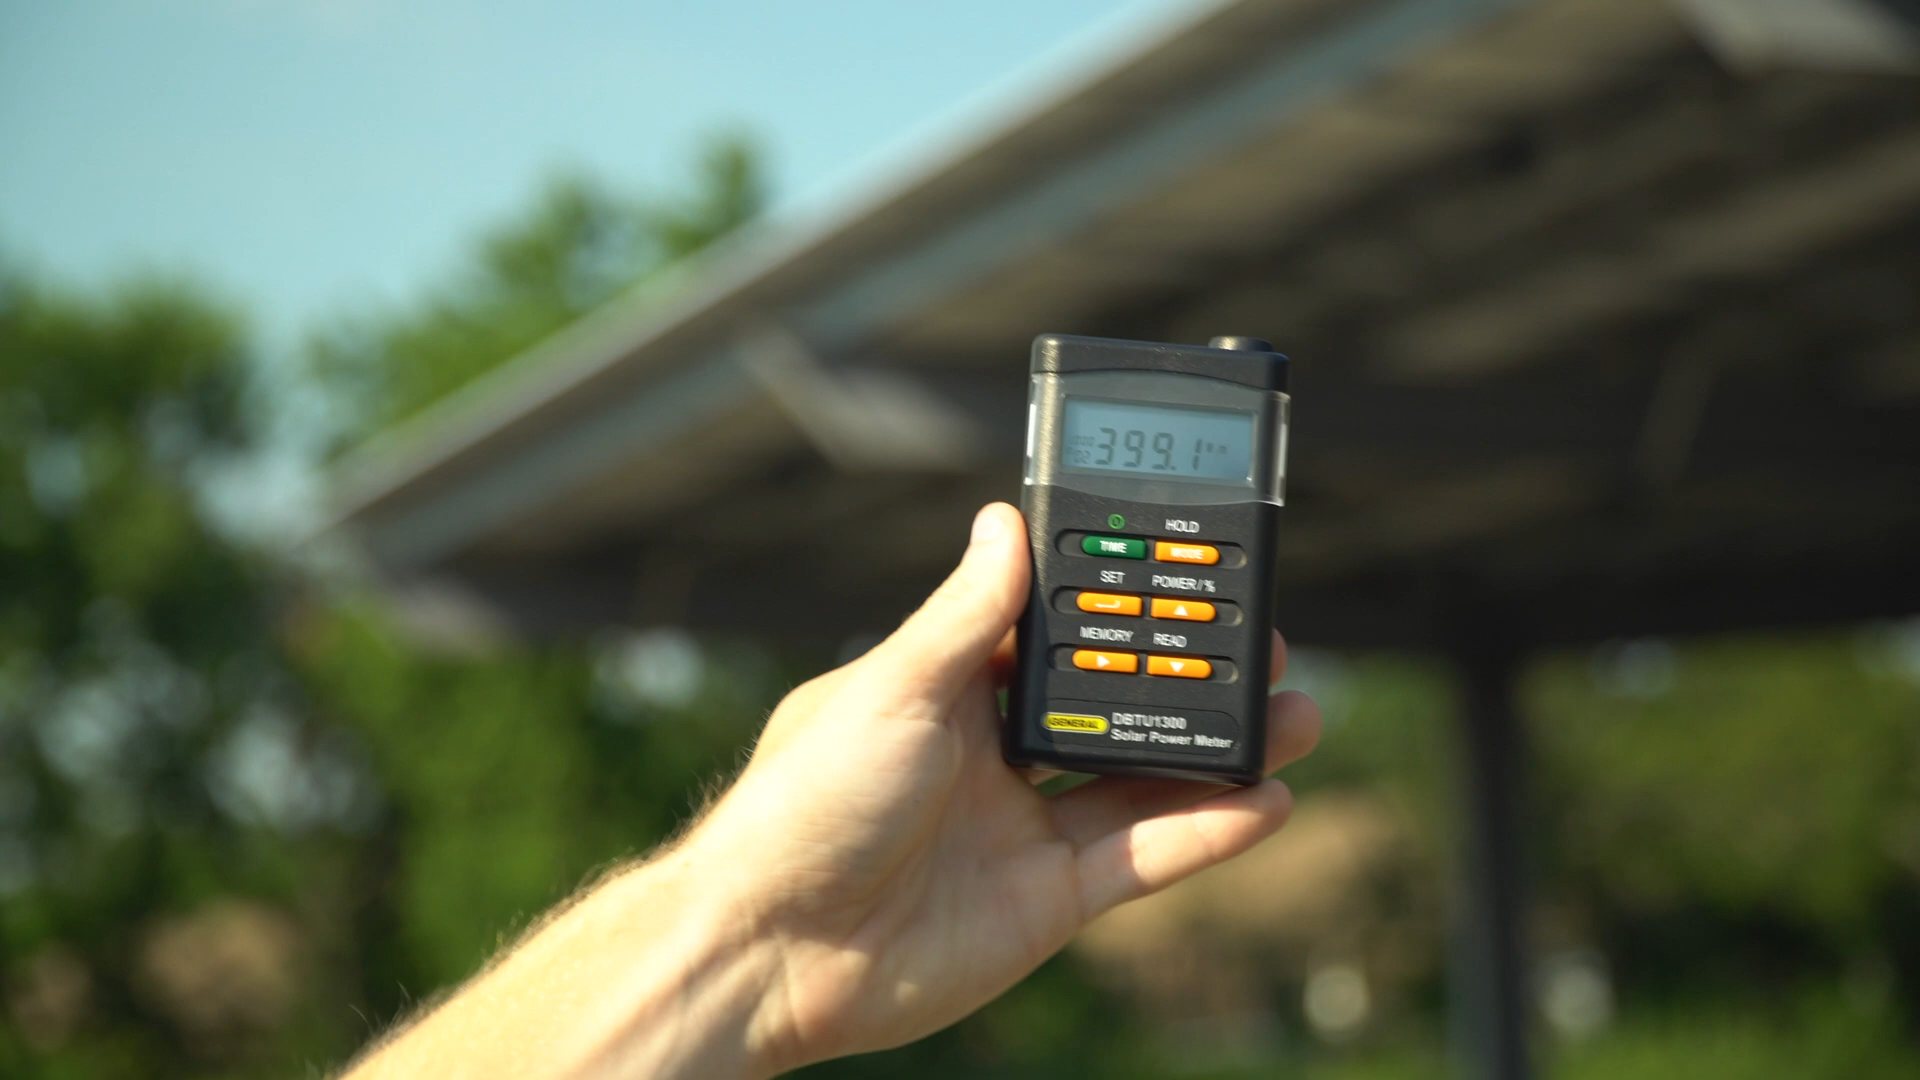 399.1
HOLD
TIME MODE
SET POWER / %
MEMORY READ
GENERAL DBTU1300
Solar Power Meter